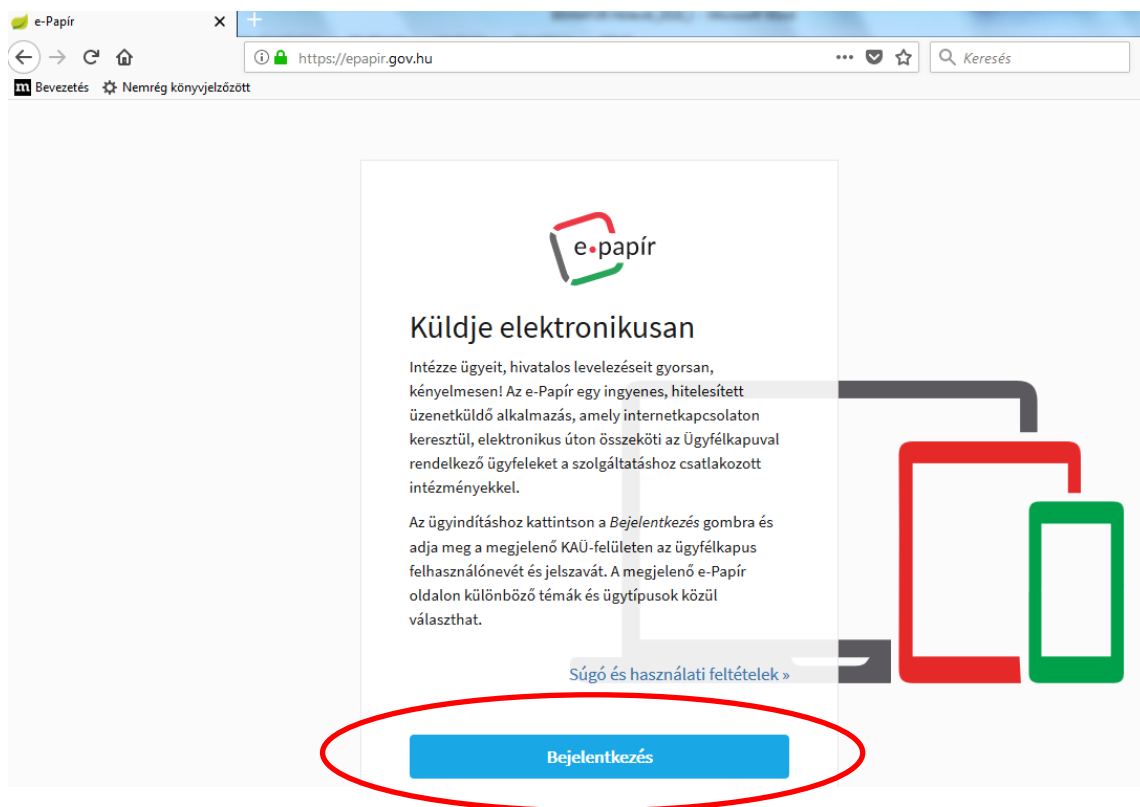 e-Papír
https://epapir.gov.hu
Keresés
m Bevezetés Nemrég könyvjelzőzött
e•papír
Küldje elektronikusan
Intézze ügyeit, hivatalos levelezéseit gyorsan,
kényelmesen! Az e-Papír egy ingyenes, hitelesített
üzenetküldő alkalmazás, amely internetkapcsolaton
keresztül, elektronikus úton összeköti az Ügyfélkapuval
rendelkező ügyfeleket a szolgáltatáshoz csatlakozott
intézményekkel.
Az ügyindításhoz kattintson a Bejelentkezés gombra és
adja meg a megjelenő KAÜ-felületen az ügyfélkapus
felhasználónevét és jelszavát. A megjelenő e-Papír
oldalon különböző témák és ügytípusok közül
választhat.
Súgó és használati feltételek »
Bejelentkezés